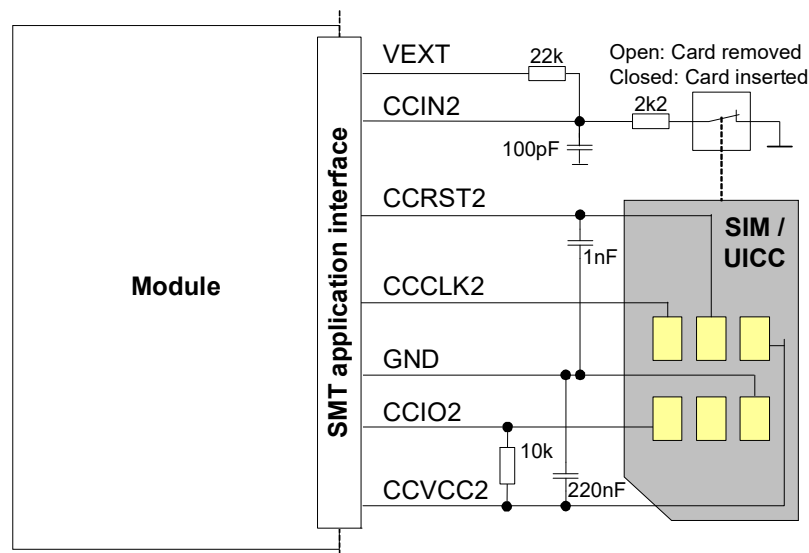 VEXT
22k
Open: Card removed
Closed: Card inserted
CCIN2
2k2
100pF
CCRST2
SIM /
UICC
1nF
Module
SMT application interface
CCCLK2
GND
CCIO2
10k
220nF
CCVCC2